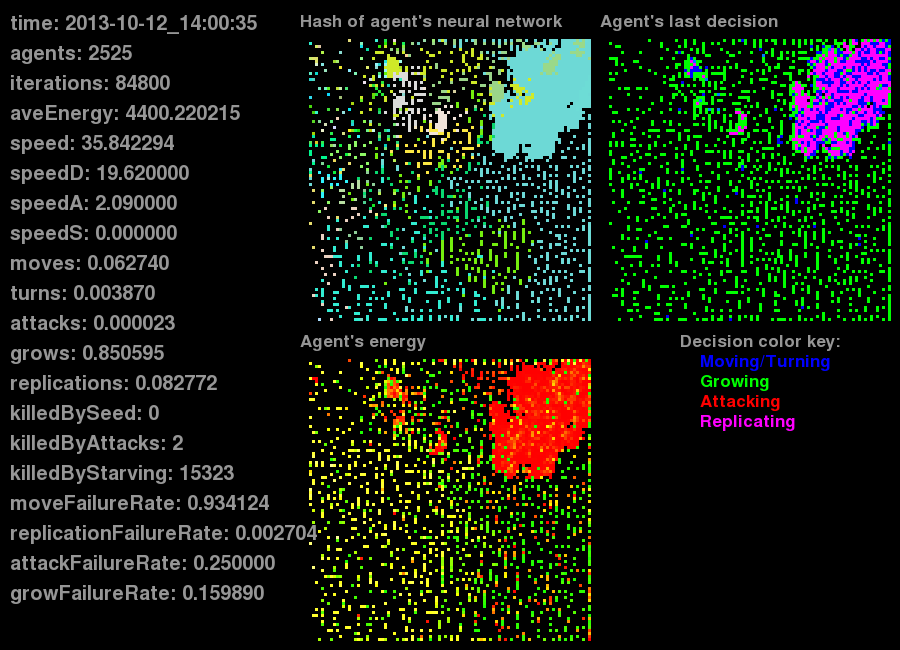 time: 2013-10-12_14:00:35
agents: 2525
iterations: 84800
aveEnergy: 4400.220215
speed: 35.842294
speedD: 19.620000
speedA: 2.090000
speedS: 0.000000
moves: 0.062740
turns: 0.003870
attacks: 0.000023
grows: 0.850595
replications: 0.082772
killedBySeed: 0
killedByAttacks: 2
killedByStarving: 15323
moveFailureRate: 0.934124
replicationFailureRate: 0.002704
attackFailureRate: 0.250000
growFailureRate: 0.159890
Hash of agent's neural network
Agent's last decision
Agent's energy
Decision color key:
Moving/Turning
Growing
Attacking
Replicating